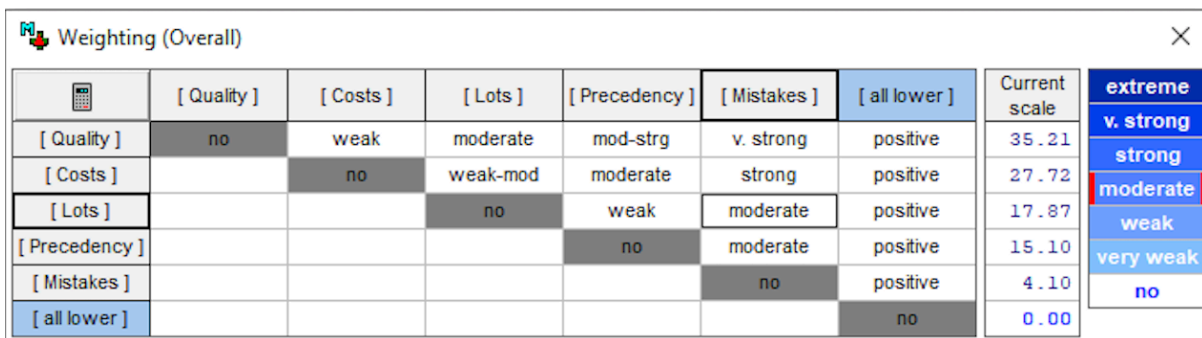 Weighting (Overall)
[ Quality ] [ Costs ] [ Lots ] [ Precedency ] [ Mistakes ] [ all lower ] Current scale extreme
[ Quality ] no weak moderate mod-strg v. strong positive 35.21 v. strong
[ Costs ] no weak-mod moderate strong positive 27.72 strong
[ Lots ] no weak moderate positive 17.87 moderate
[ Precedency ] no moderate positive 15.10 weak
[ Mistakes ] no positive 4.10 very weak
[ all lower ] no 0.00 no